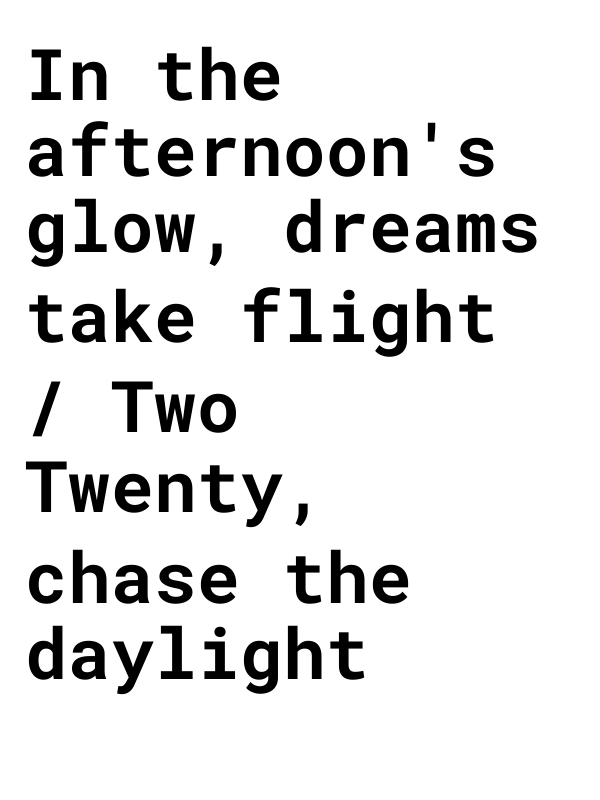 In the
afternoon's
glow, dreams
take flight
/ Two
Twenty,
chase the
daylight